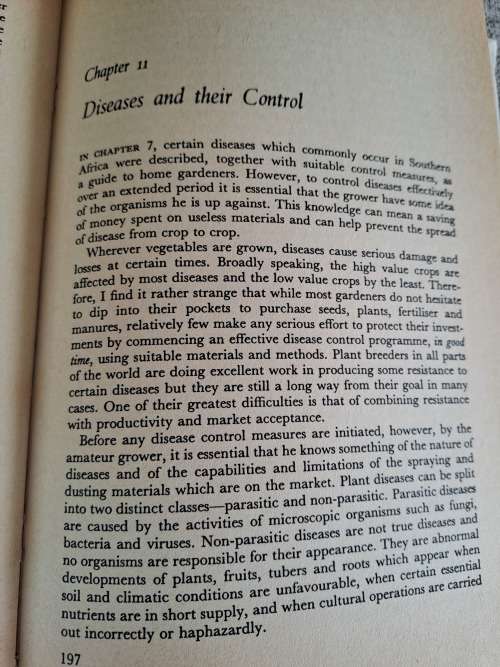 Chapter 11
Diseases and their Control
IN CHAPTER 7, certain diseases which commonly occur in Southern
Africa were described, together with suitable control measures, as
a guide to home gardeners. However, to control diseases effectively
over an extended period it is essential that the grower have some idea
of the organisms he is up against. This knowledge can mean a saving
of money spent on useless materials and can help prevent the spread
of disease from crop to crop.
Wherever vegetables are grown, diseases cause serious damage and
losses at certain times. Broadly speaking, the high value crops are
affected by most diseases and the low value crops by the least. There-
fore, I find it rather strange that while most gardeners do not hesitate
to dip into their pockets to purchase seeds, plants, fertiliser and
manures, relatively few make any serious effort to protect their invest-
ments by commencing an effective disease control programme, in good
time, using suitable materials and methods. Plant breeders in all parts
of the world are doing excellent work in producing some resistance to
certain diseases but they are still a long way from their goal in many
cases. One of their greatest difficulties is that of combining resistance
with productivity and market acceptance.
Before any disease control measures are initiated, however, by the
amateur grower, it is essential that he knows something of the nature of
diseases and of the capabilities and limitations of the spraying and
dusting materials which are on the market. Plant diseases can be split
into two distinct classes—parasitic and non-parasitic. Parasitic diseases
are caused by the activities of microscopic organisms such as fungi,
bacteria and viruses. Non-parasitic diseases are not true diseases and
no organisms are responsible for their appearance. They are abnormal
developments of plants, fruits, tubers and roots which appear when
soil and climatic conditions are unfavourable, when certain essential
nutrients are in short supply, and when cultural operations are carried
out incorrectly or haphazardly.
197